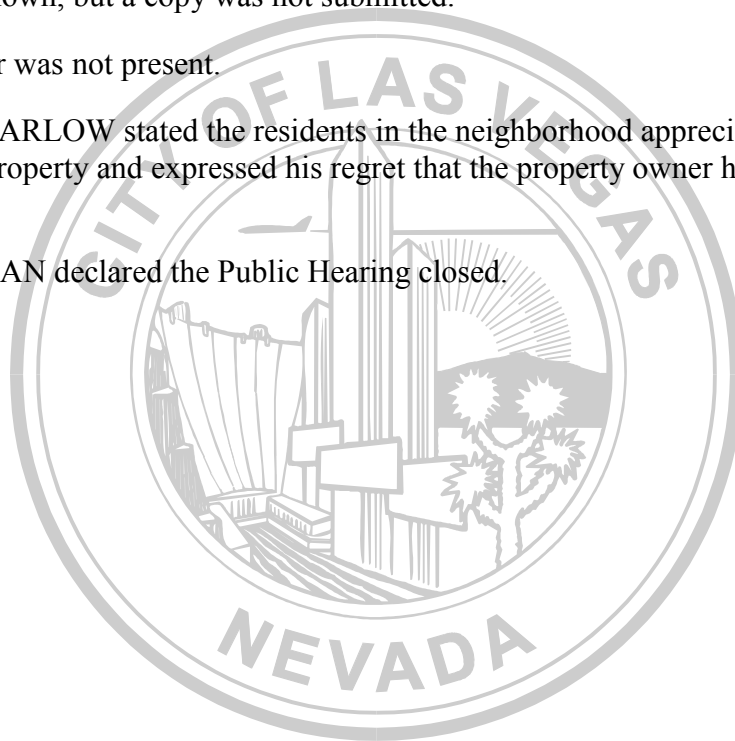 own, but a copy was not submitted.
r was not present.
ARLOW stated the residents in the neighborhood appreci
roperty and expressed his regret that the property owner h
AN declared the Public Hearing closed.
CITY OF LAS VEGAS
NEVADA